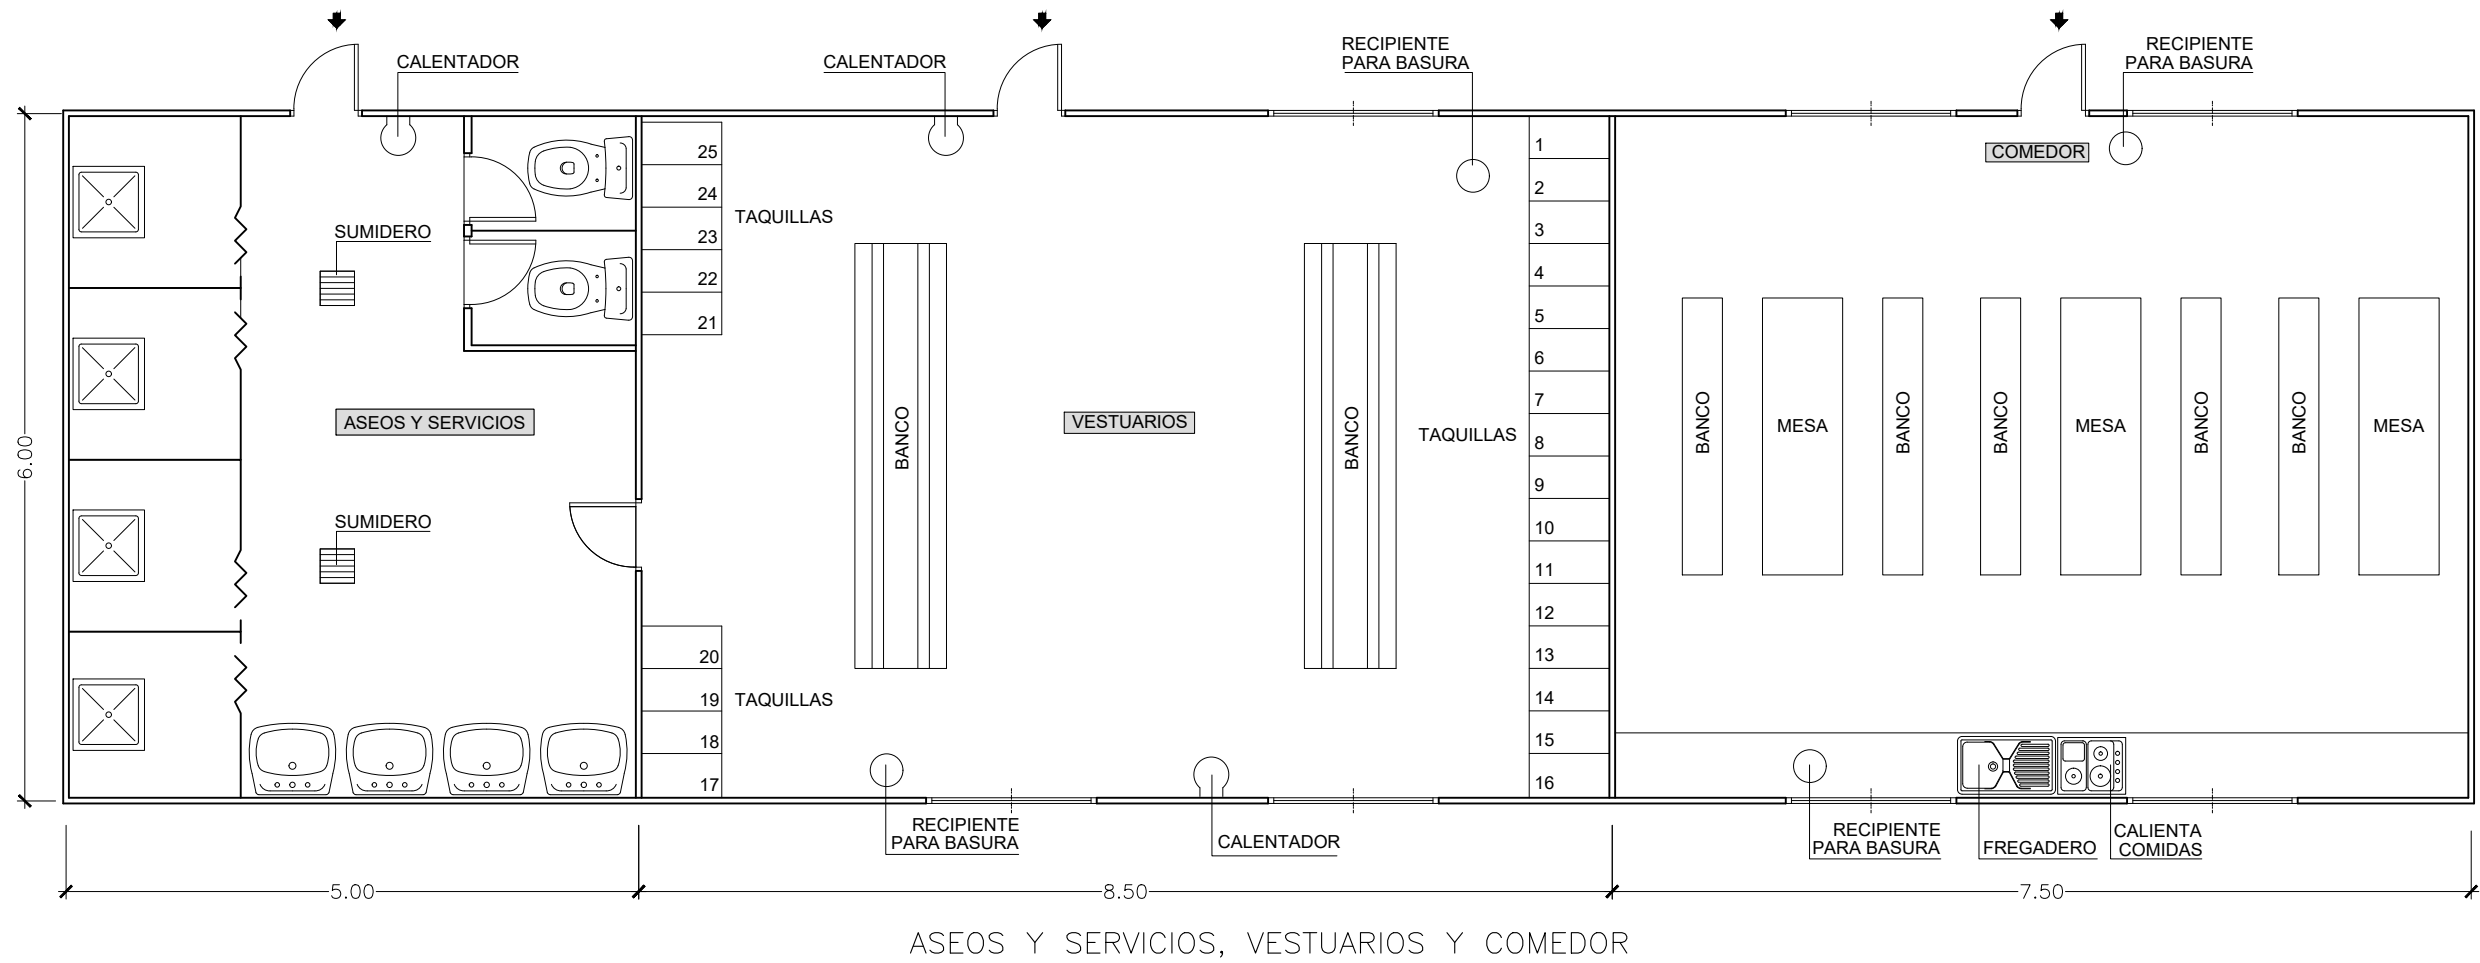 CALENTADOR
CALENTADOR
RECIPIENTE
PARA BASURA
RECIPIENTE
PARA BASURA
COMEDOR
25
24
23
22
21
TAQUILLAS
SUMIDERO
1
2
3
4
5
6
7
8
9
10
11
12
13
14
15
16
6.00
ASEOS Y SERVICIOS
BANCO
VESTUARIOS
BANCO
TAQUILLAS
BANCO
MESA
BANCO
BANCO
MESA
BANCO
BANCO
MESA
SUMIDERO
20
19
18
17
TAQUILLAS
RECIPIENTE
PARA BASURA
CALENTADOR
RECIPIENTE
PARA BASURA
FREGADERO
CALIENTA
COMIDAS
5.00
8.50
7.50
ASEOS Y SERVICIOS, VESTUARIOS Y COMEDOR